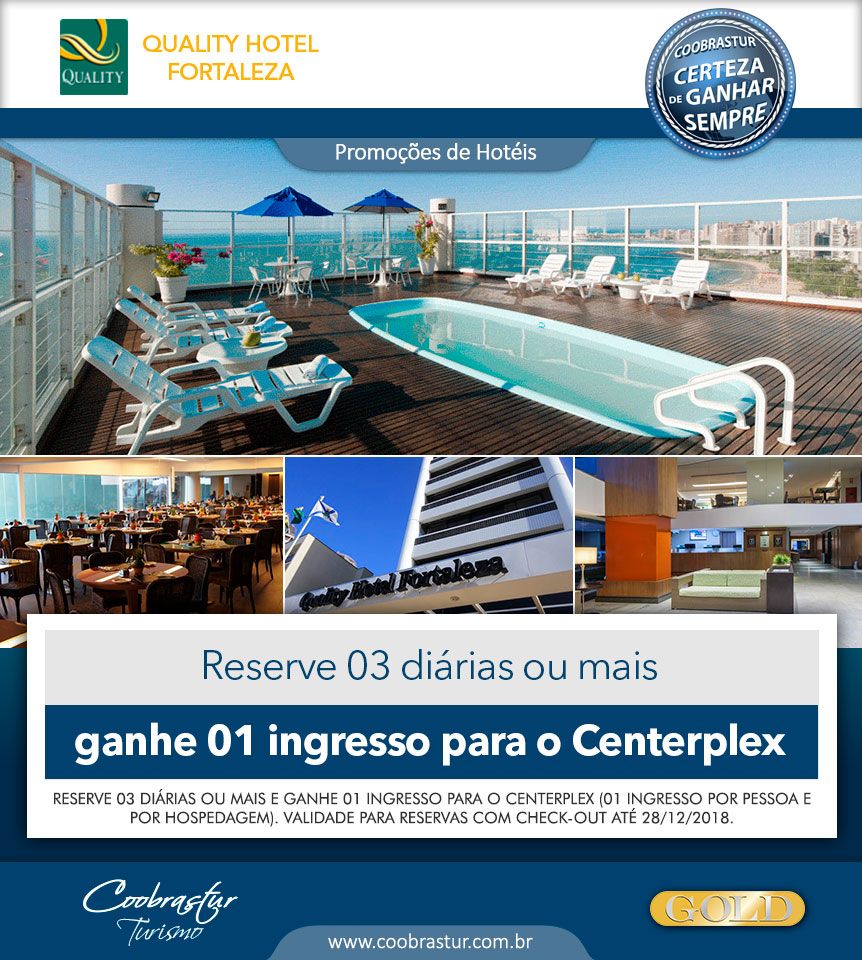 QUALITY
QUALITY HOTEL
FORTALEZA
COOBRASTUR
CERTEZA
DE GANHAR
SEMPRE
Promoções de Hotéis
Quality Hotel Fortaleza
Reserve 03 diárias ou mais
ganhe 01 ingresso para o Centerplex
RESERVE 03 DIÁRIAS OU MAIS E GANHE 01 INGRESSO PARA O CENTERPLEX (01 INGRESSO POR PESSOA E
POR HOSPEDAGEM). VALIDADE PARA RESERVAS COM CHECK-OUT ATÉ 28/12/2018.
Coobrastur
Turismo
GOLD
www.coobrastur.com.br